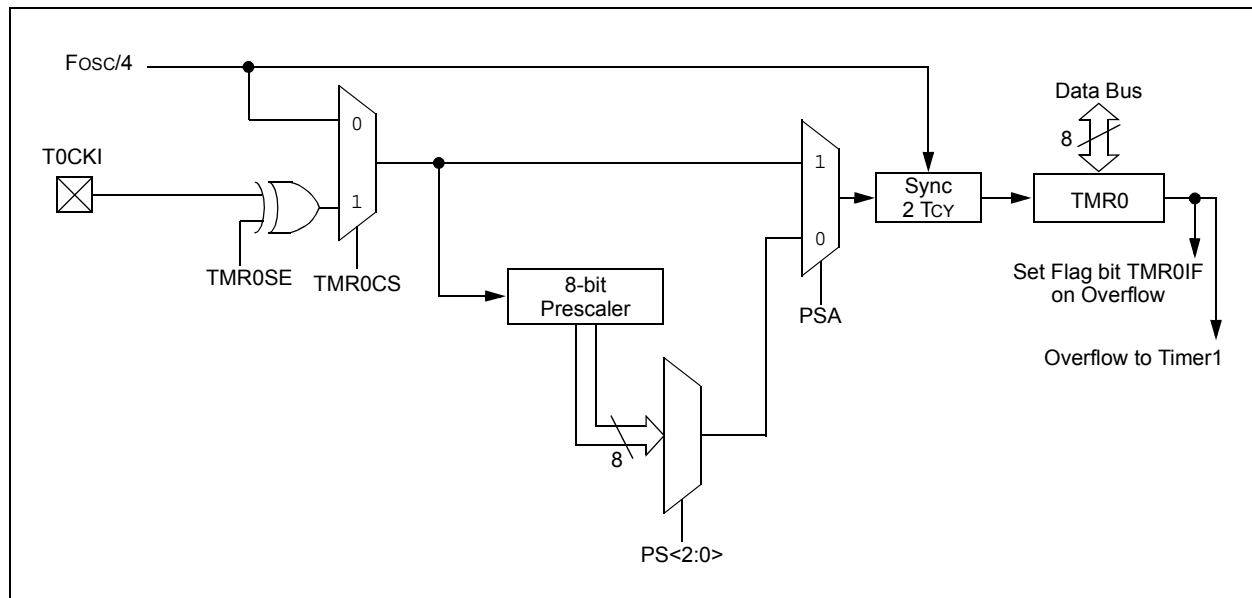 FOSC/4
Data Bus
8
T0CKI
0
1
1
0
Sync
2 TCY
TMR0
TMR0SE
TMR0CS
8-bit
Prescaler
PSA
Set Flag bit TMR0IF
on Overflow
Overflow to Timer1
8
PS<2:0>